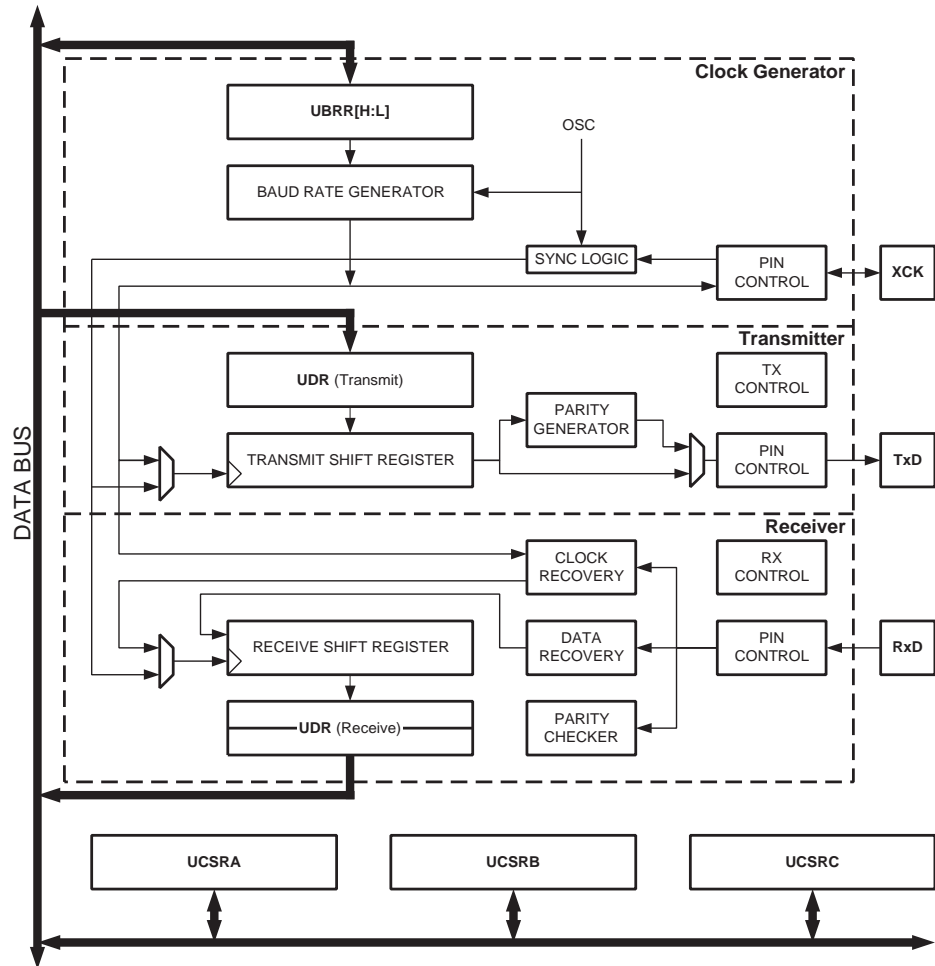 Clock Generator
UBRR[H:L]
OSC
BAUD RATE GENERATOR
SYNC LOGIC
PIN
CONTROL
XCK
Transmitter
UDR (Transmit)
TX
CONTROL
PARITY
GENERATOR
TRANSMIT SHIFT REGISTER
PIN
CONTROL
TxD
DATA BUS
Receiver
CLOCK
RECOVERY
RX
CONTROL
RECEIVE SHIFT REGISTER
DATA
RECOVERY
PIN
CONTROL
RxD
UDR (Receive)
PARITY
CHECKER
UCSRA
UCSRB
UCSRC